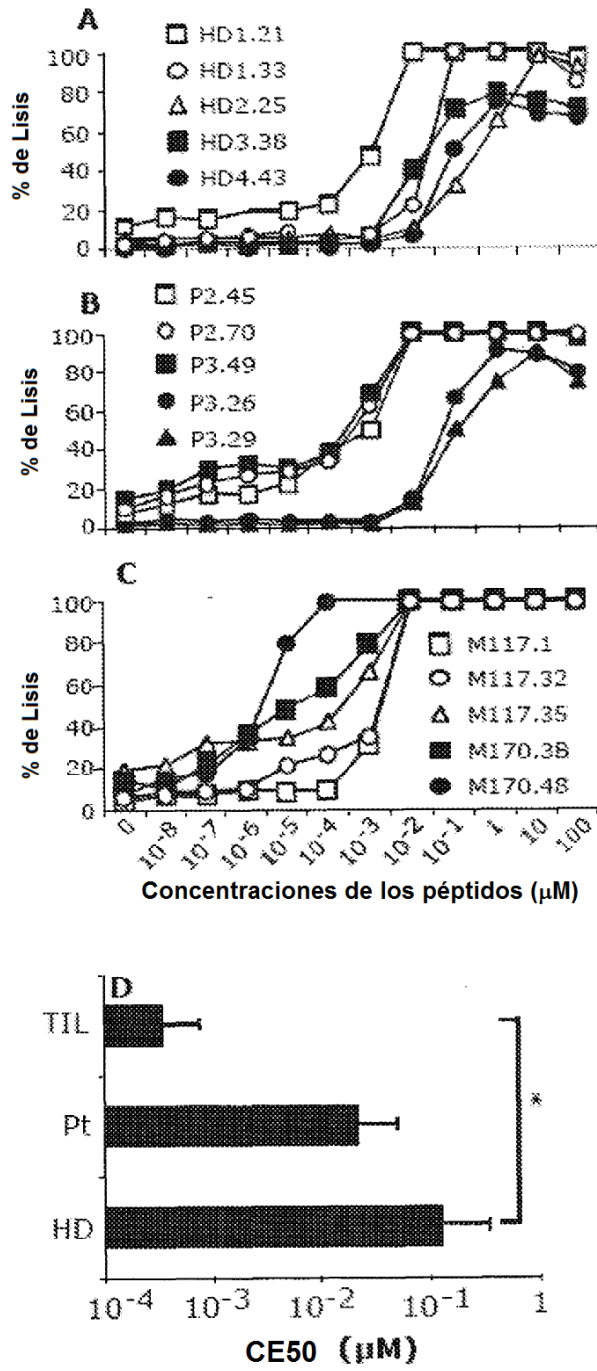 A
HD1.21
HD1.33
HD2.25
HD3.38
HD4.43
% de Lisis
100
80
60
40
20
0
B
P2.45
P2.70
P3.49
P3.26
P3.29
% de Lisis
100
80
60
40
20
0
C
M117.1
M117.32
M117.35
M170.3B
M170.48
% de Lisis
100
80
60
40
20
0
0 10-8 10-7 10-6 10-5 10-4 10-3 10-2 10-1 1 10 100
Concentraciones de los péptidos (μM)
D
TIL
Pt
HD
*
10-4 10-3 10-2 10-1 1
CE50 (μM)